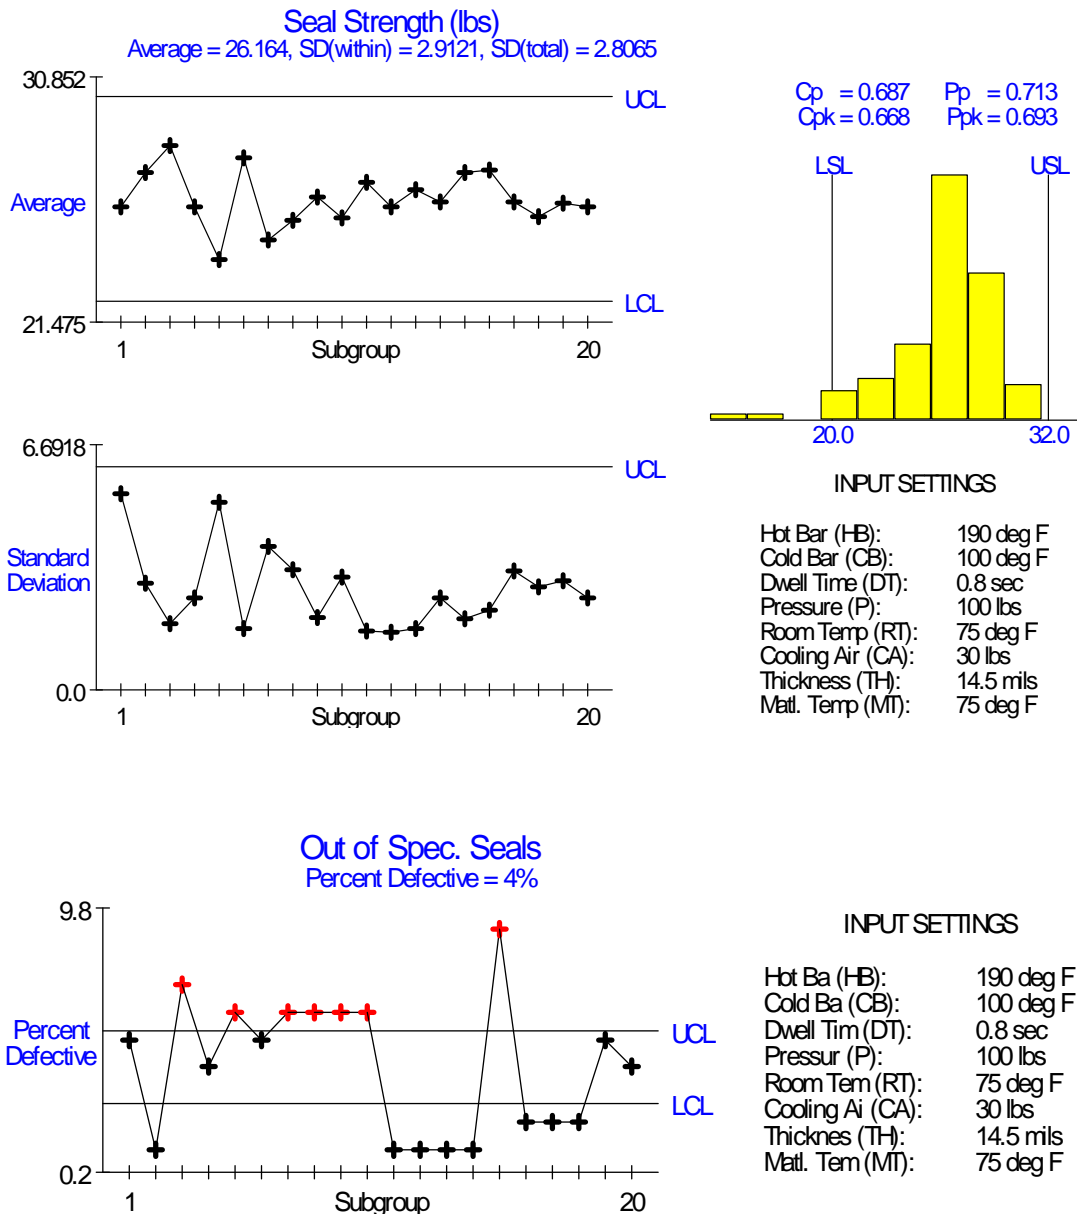 Seal Strength (lbs)
Average = 26.164, SD(within) = 2.9121, SD(total) = 2.8065
30.852
UCL
Average
LCL
21.475
1
Subgroup
20
Cp = 0.687 Pp = 0.713
Cpk = 0.668 Ppk = 0.693
LSL
USL
20.0
32.0
6.6918
UCL
Standard
Deviation
0.0
1
Subgroup
20
INPUT SETTINGS
Hot Bar (HB): 190 deg F
Cold Bar (CB): 100 deg F
Dwell Time (DT): 0.8 sec
Pressure (P): 100 lbs
Room Temp (RT): 75 deg F
Cooling Air (CA): 30 lbs
Thickness (TH): 14.5 mils
Matl. Temp (MT): 75 deg F
Out of Spec. Seals
Percent Defective = 4%
9.8
Percent
Defective
UCL
LCL
0.2
1
Subgroup
20
INPUT SETTINGS
Hot Ba (HB): 190 deg F
Cold Ba (CB): 100 deg F
Dwell Tim (DT): 0.8 sec
Pressur (P): 100 lbs
Room Tem (RT): 75 deg F
Cooling Ai (CA): 30 lbs
Thicknes (TH): 14.5 mils
Matl. Tem (MT): 75 deg F